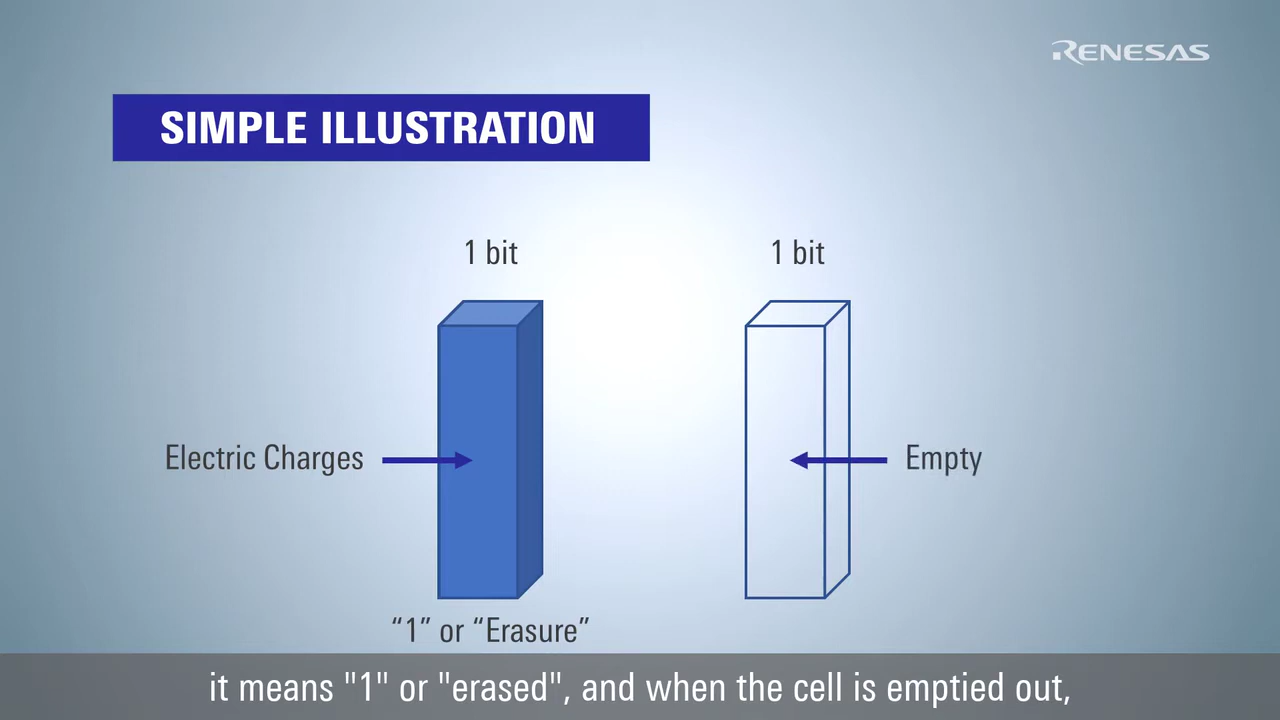 RENESAS
SIMPLE ILLUSTRATION
1 bit
1 bit
Electric Charges
Empty
“1” or “Erasure”
it means "1" or "erased", and when the cell is emptied out,